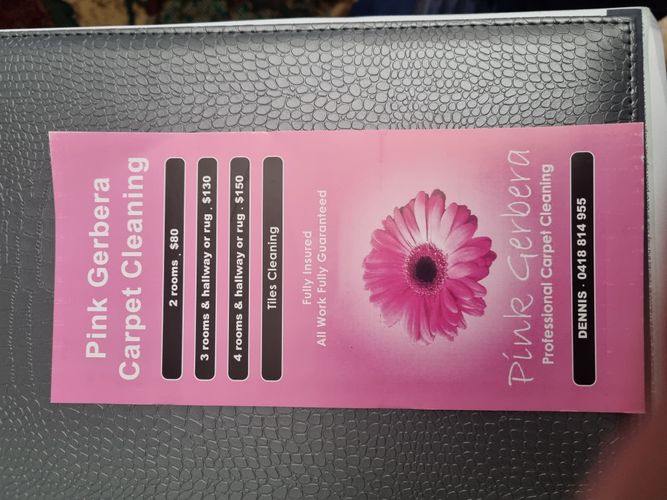 Pink Gerbera
Carpet Cleaning
2 rooms . $80
3 rooms & hallway or rug . $130
4 rooms & hallway or rug . $150
Tiles Cleaning
Fully Insured
All Work Fully Guaranteed
Pink Gerbera
Professional Carpet Cleaning
DENNIS · 0418 814 955